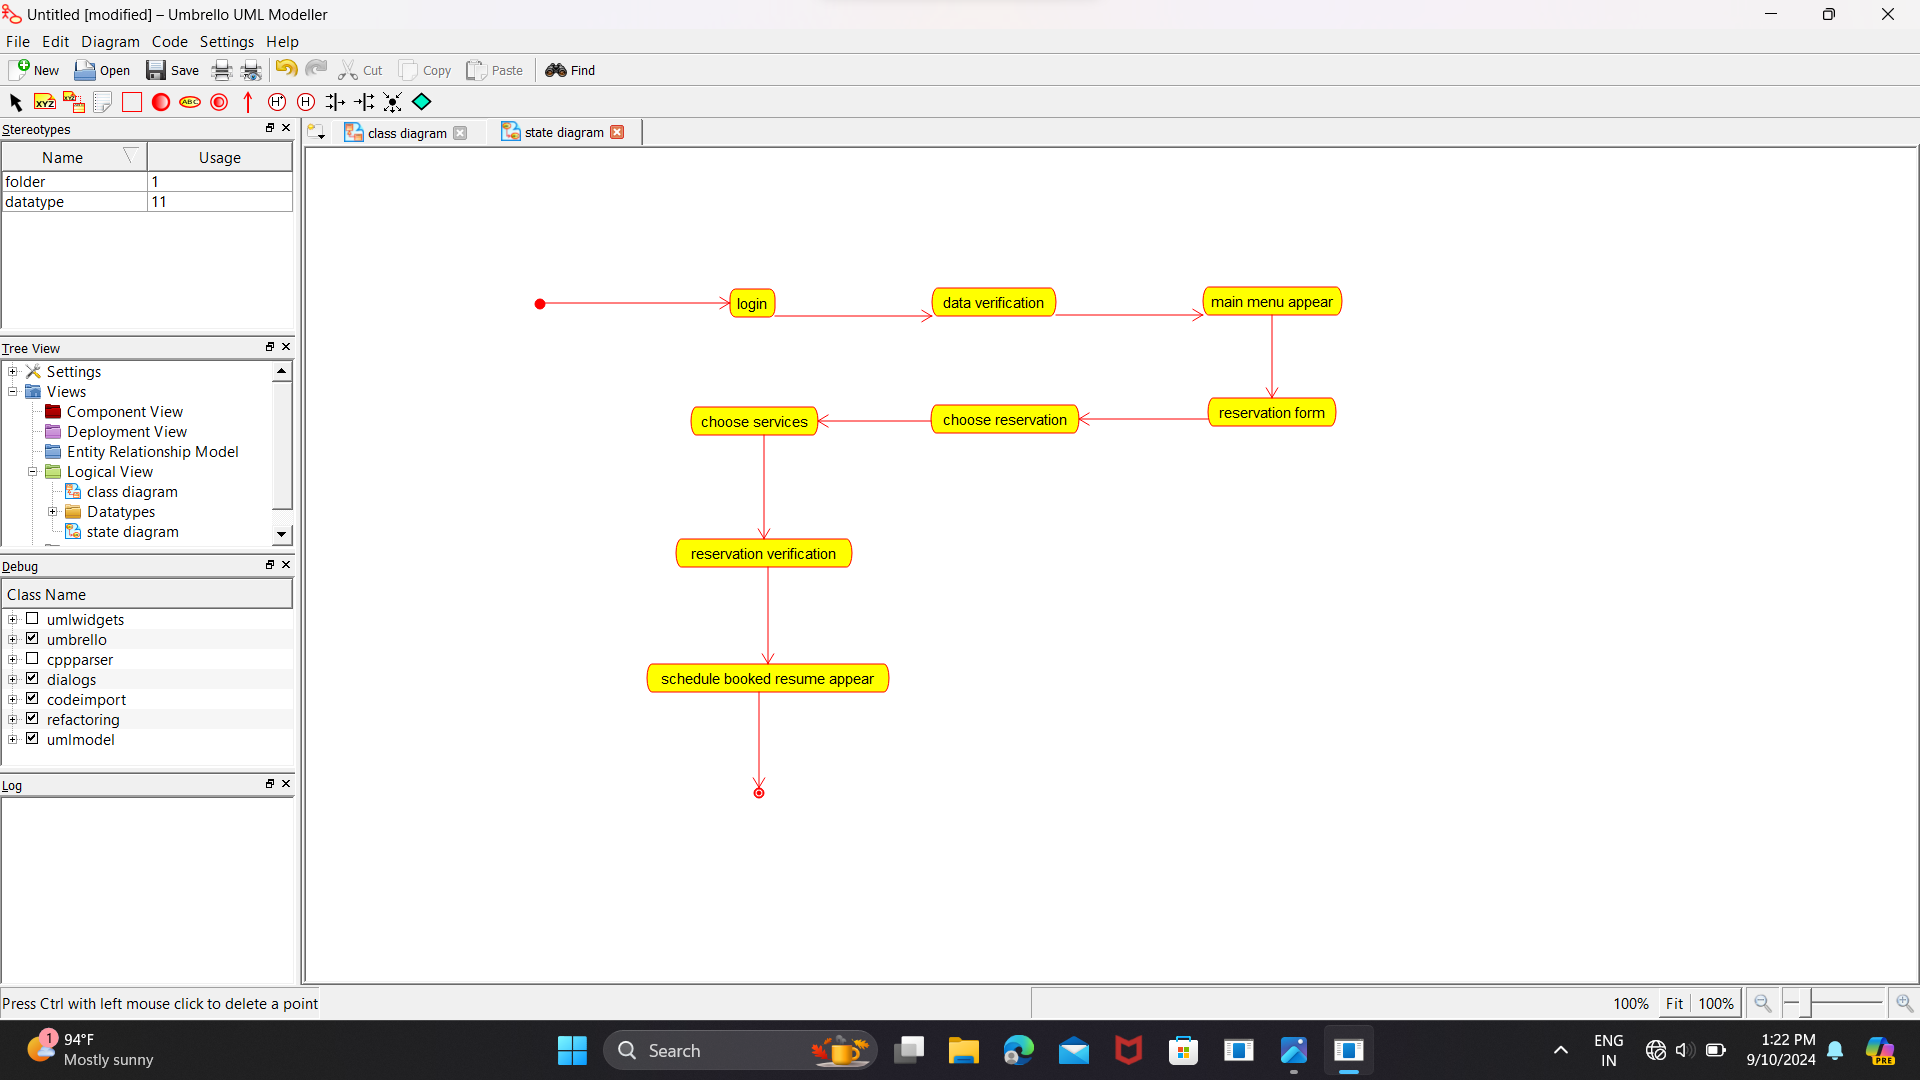 Untitled [modified] – Umbrello UML Modeller
File Edit Diagram Code Settings Help
New Open Save Cut Copy Paste Find
XYZ XYZ ABC H* H
Stereotypes
class diagram state diagram
Name Usage
folder 1
datatype 11
Tree View
Settings
Views
Component View
Deployment View
Entity Relationship Model
Logical View
class diagram
Datatypes
state diagram
Debug
Class Name
umlwidgets
umbrello
cppparser
dialogs
codeimport
refactoring
umlmodel
Log
login
data verification
main menu appear
reservation form
choose reservation
choose services
reservation verification
schedule booked resume appear
Press Ctrl with left mouse click to delete a point
100% Fit 100%
1
94°F
Mostly sunny
Search
ENG
IN
1:22 PM
9/10/2024
PRE